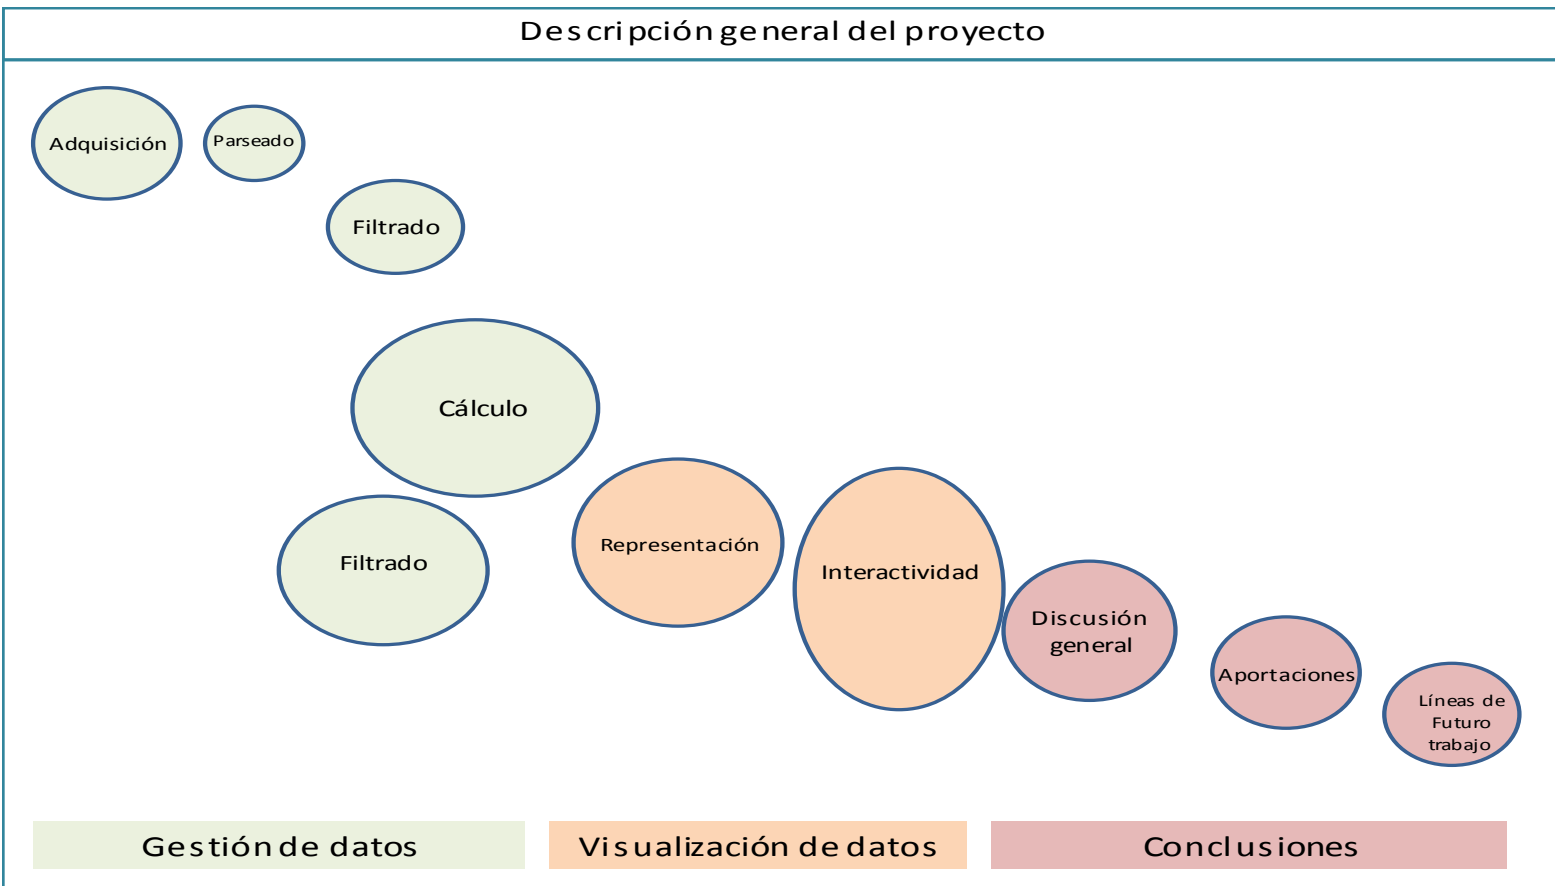 Descripción general del proyecto
Adquisición
Parseado
Filtrado
Cálculo
Filtrado
Representación
Interactividad
Discusión
general
Aportaciones
Líneas de
Futuro
trabajo
Gestión de datos
Visualización de datos
Conclusiones